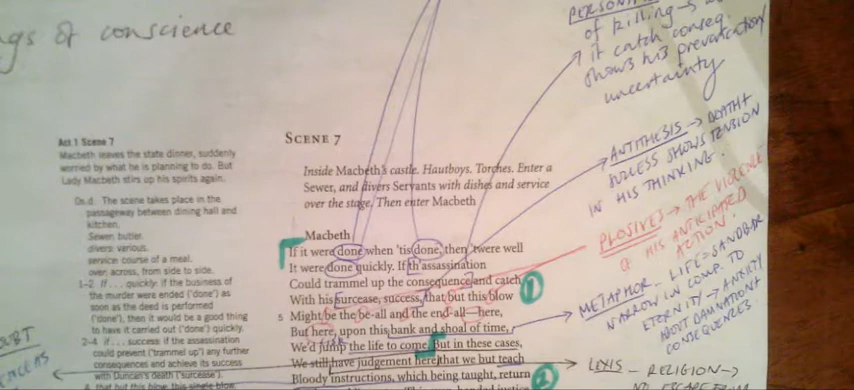 ngs of conscience
of killing
it catch conseq.
shows his prevarication/
uncertainty
ANTITHESIS → DEATH +
SHOWS TENSION
IN HIS THINKING.
PLOSIVES → THE VIOLENCE
OF HIS ANTICIPATED
ACTION.
METAPHOR - LIFE = SANDBAR
NARROW IN COMP. TO
ETERNITY → ANXIETY
ABOUT DAMNATION/
CONSEQUENCES.
LEXIS - RELIGION →
Act 1 Scene 7
Macbeth leaves the state dinner, suddenly
worried by what he is planning to do. But
Lady Macbeth stirs up his spirits again.
0s.d. The scene takes place in the
passageway between dining hall and
kitchen.
Sewer: butler.
divers: various.
service: course of a meal.
over: across, from side to side.
1–2 If . . . quickly: if the business of
the murder were ended ('done') as
soon as the deed is performed
('done'), then it would be a good thing
to have it carried out ('done') quickly.
2–4 if . . . success: if the assassination
could prevent ('trammel up') any further
consequences and achieve its success
with Duncan's death ('surcease').
4 that but this blow: this single blow
DOUBT
SCENE 7
Inside Macbeth's castle. Hautboys. Torches. Enter a
Sewer, and divers Servants with dishes and service
over the stage. Then enter Macbeth
Macbeth
If it were done when 'tis done, then 'twere well
It were done quickly. If th'assassination
Could trammel up the consequence and catch
With his surcease, success, that but this blow
1
5 Might be the be-all and the end-all – here,
But here, upon this bank and shoal of time,
We'd jump the life to come. But in these cases,
We still have judgement here that we but teach
Bloody instructions, which being taught, return
2